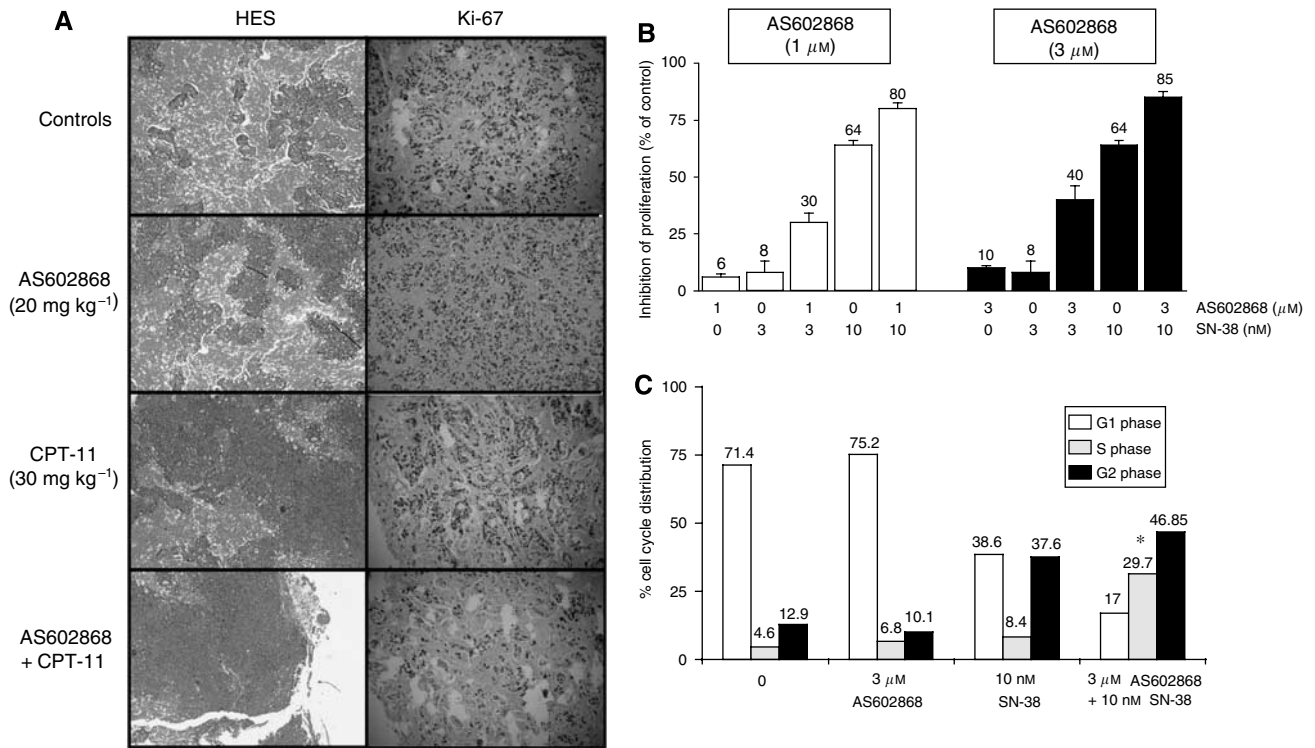 A
HES
Ki-67
Controls
AS602868
(20 mg kg⁻¹)
CPT-11
(30 mg kg⁻¹)
AS602868
+ CPT-11
B
AS602868
(1 μM)
AS602868
(3 μM)
Inhibition of proliferation (% of control)
100
75
50
25
0
6
8
30
64
80
10
8
40
64
85
1 0 1 0 1 3 0 3 0 3 AS602868 (μM)
0 3 3 10 10 0 3 3 10 10 SN-38 (nM)
C
% cell cycle distribution
100
75
50
25
0
G1 phase
S phase
G2 phase
71.4
4.6
12.9
75.2
6.8
10.1
38.6
8.4
37.6
17
*
29.7
46.85
0
3 μM
AS602868
10 nM
SN-38
3 μM AS602868
+ 10 nM SN-38